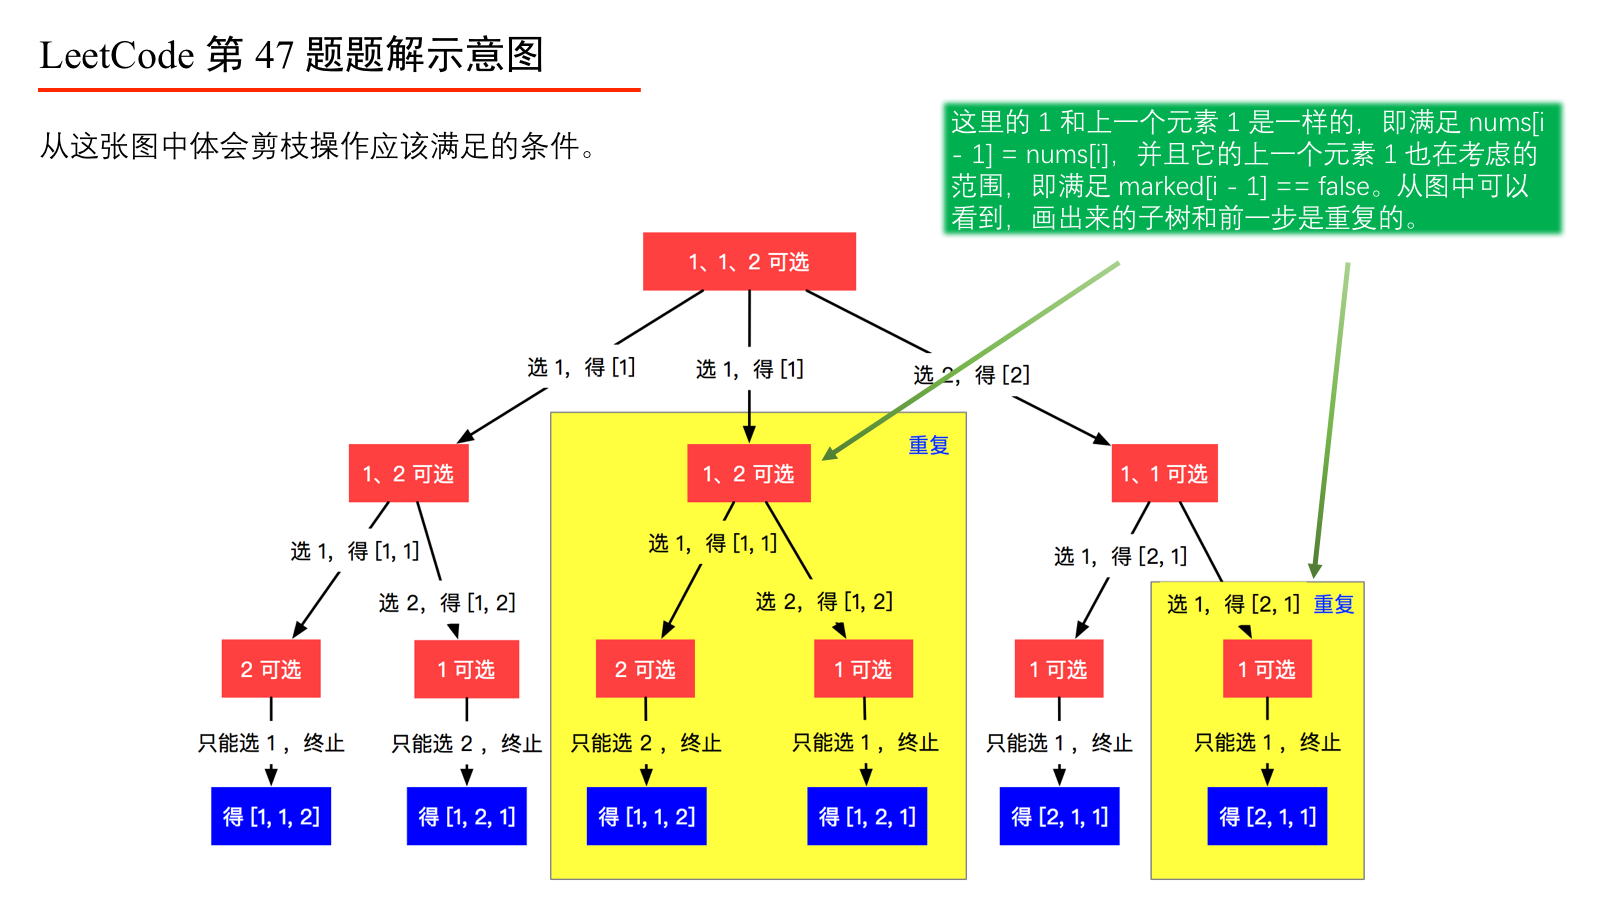 LeetCode 第 47 题题解示意图
从这张图中体会剪枝操作应该满足的条件。
这里的 1 和上一个元素 1 是一样的，即满足 nums[i
- 1] = nums[i]，并且它的上一个元素 1 也在考虑的
范围，即满足 marked[i - 1] == false。从图中可以
看到，画出来的子树和前一步是重复的。
1、1、2 可选
选 1，得 [1]
选 1，得 [1]
选 2，得 [2]
重复
1、2 可选
1、2 可选
1、1 可选
选 1，得 [1, 1]
选 1，得 [1, 1]
选 1，得 [2, 1]
选 2，得 [1, 2]
选 2，得 [1, 2]
选 1，得 [2, 1]
重复
2 可选
1 可选
2 可选
1 可选
1 可选
1 可选
只能选 1 ，终止
只能选 2 ，终止
只能选 2 ，终止
只能选 1 ，终止
只能选 1 ，终止
只能选 1 ，终止
得 [1, 1, 2]
得 [1, 2, 1]
得 [1, 1, 2]
得 [1, 2, 1]
得 [2, 1, 1]
得 [2, 1, 1]